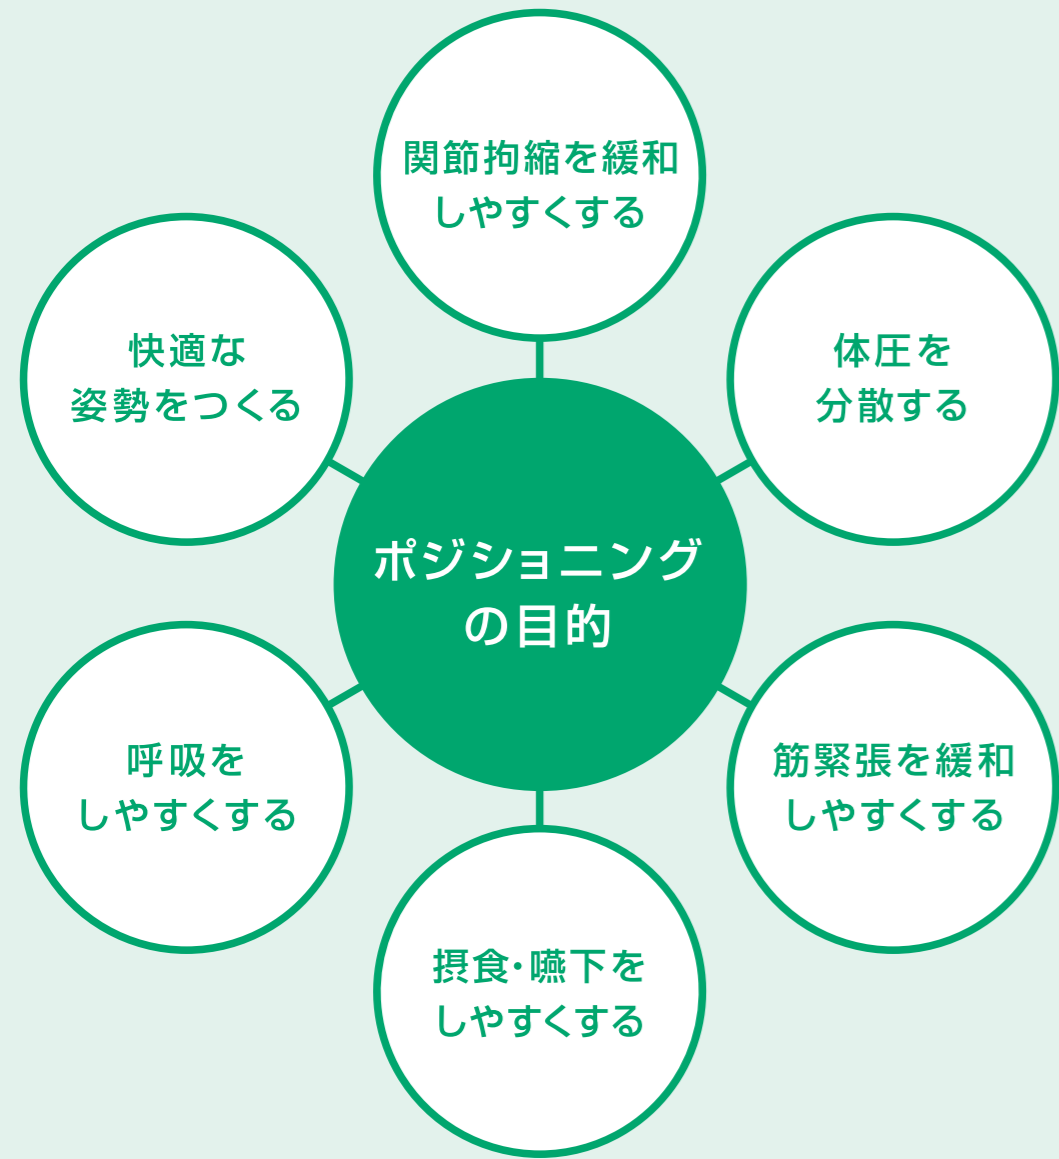 関節拘縮を緩和
しやすくする
快適な
姿勢をつくる
体圧を
分散する
ポジショニング
の目的
呼吸を
しやすくする
筋緊張を緩和
しやすくする
摂食・嚥下を
しやすくする